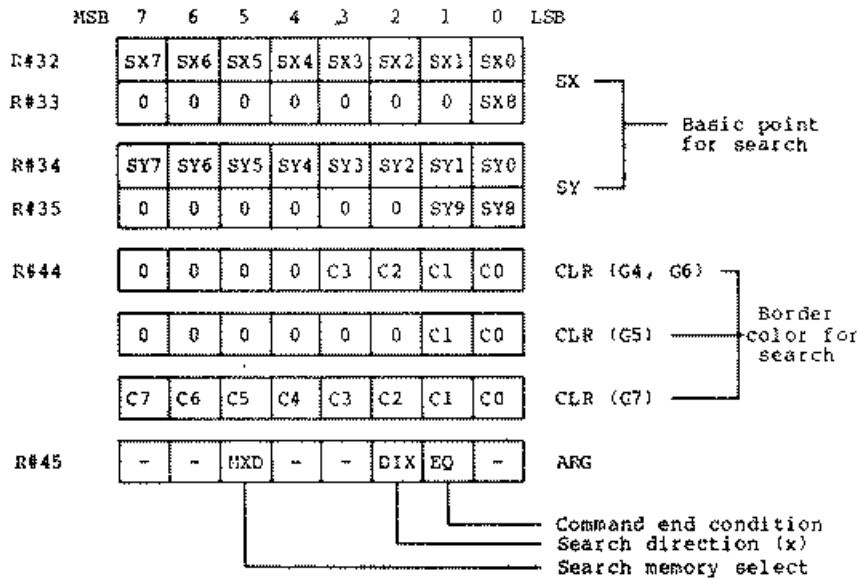 MSB 7 6 5 4 3 2 1 0 LSB
R#32 SX7 SX6 SX5 SX4 SX3 SX2 SX1 SX0
SX
R#33 0 0 0 0 0 0 0 SX8
Basic point
for search
R#34 SY7 SY6 SY5 SY4 SY3 SY2 SY1 SY0
SY
R#35 0 0 0 0 0 0 SY9 SY8
R#44 0 0 0 0 C3 C2 C1 C0 CLR (G4, G6)
Border
color for
search
0 0 0 0 0 0 C1 C0 CLR (G5)
C7 C6 C5 C4 C3 C2 C1 C0 CLR (G7)
R#45 - - MXD - - DIX EQ - ARG
Command end condition
Search direction (x)
Search memory select